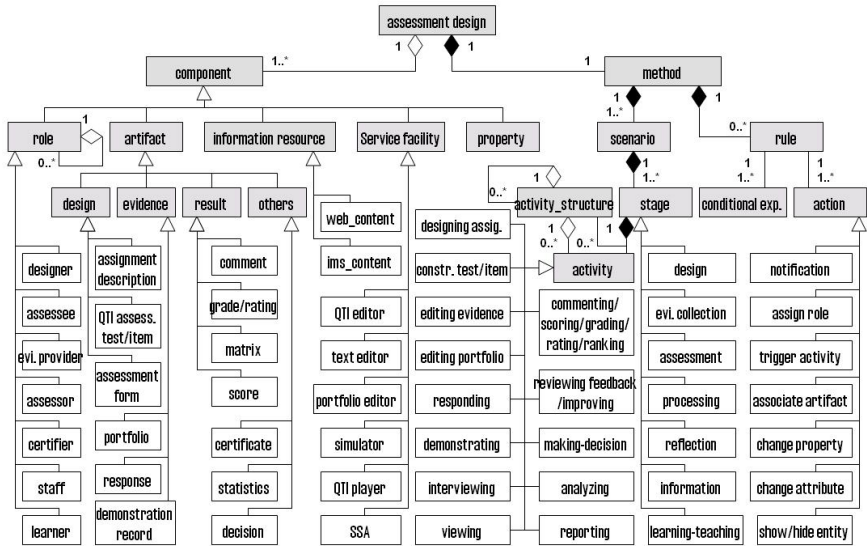 assessment design
1
1
1..*
1
component
method
1
1
1..*
1
0..*
role
0..*
artifact
information resource
Service facility
property
scenario
rule
1
1..*
1
1
1..*
1..*
design
evidence
result
others
1
0..*
activity_structure
stage
conditional exp.
action
web_content
designing assig.
1
0..*
0..*
1
designer
assignment
description
comment
ims_content
constr. test/item
activity
design
notification
assessee
QTI assess.
test/item
grade/rating
QTI editor
editing evidence
commenting/
scoring/grading/
rating/ranking
evi. collection
assign role
evi. provider
matrix
text editor
editing portfolio
assessment
trigger activity
assessor
assessment
form
score
portfolio editor
responding
reviewing feedback
/improving
processing
associate artifact
certifier
portfolio
certificate
simulator
demonstrating
making-decision
reflection
change property
staff
response
statistics
QTI player
interviewing
analyzing
information
change attribute
learner
demonstration
record
decision
SSA
viewing
reporting
learning-teaching
show/hide entity